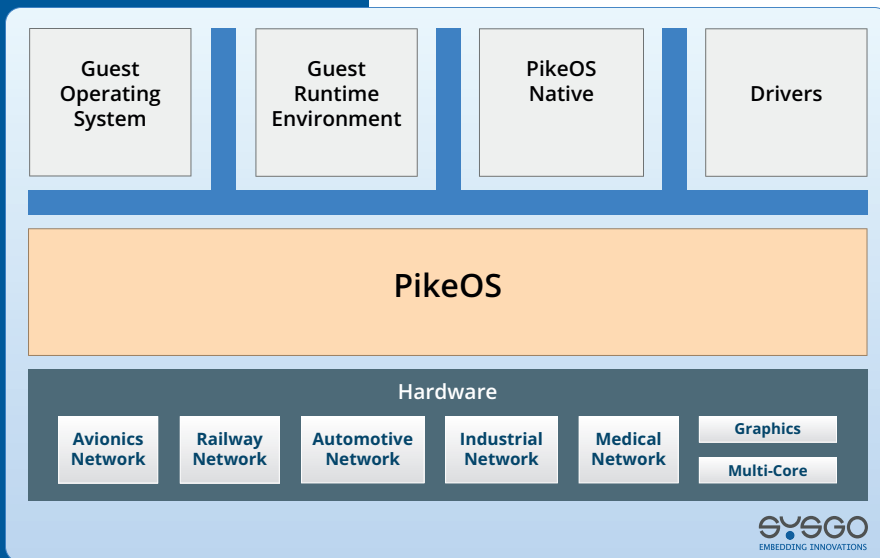 Guest
Operating
System
Guest
Runtime
Environment
PikeOS
Native
Drivers
PikeOS
Hardware
Avionics
Network
Railway
Network
Automotive
Network
Industrial
Network
Medical
Network
Graphics
Multi-Core
SYSGO
EMBEDDING INNOVATIONS